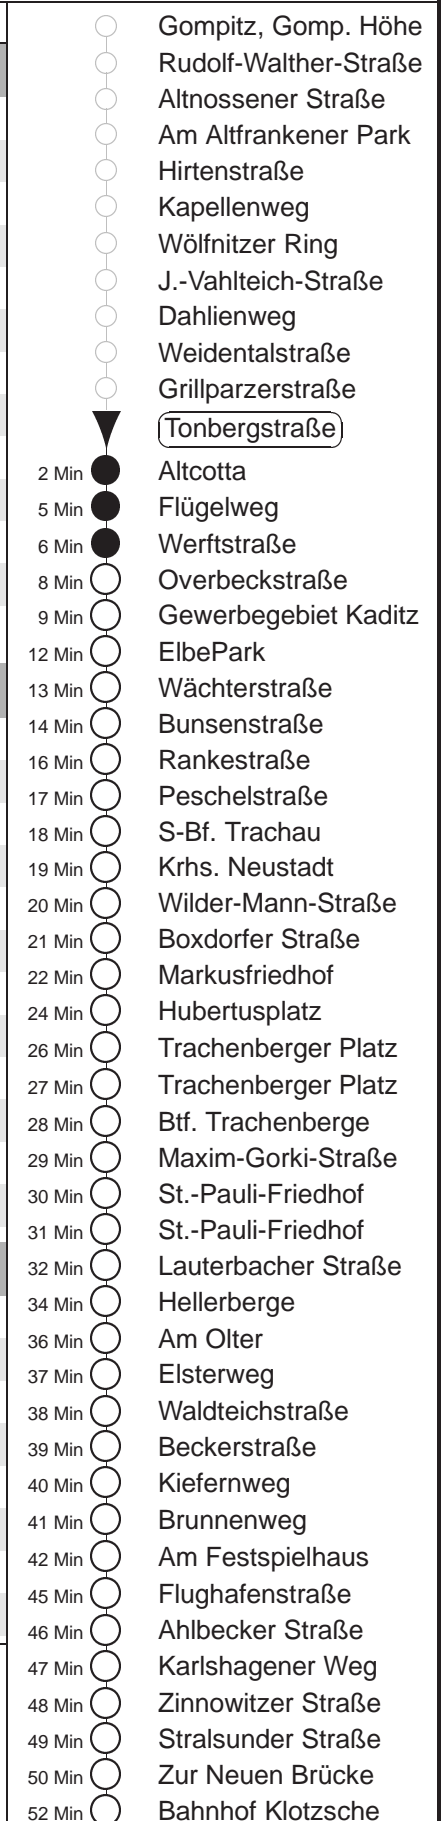 Gompitz, Gomp. Höhe
Rudolf-Walther-Straße
Altnossener Straße
Am Altfrankener Park
Hirtenstraße
Kapellenweg
Wölfnitzer Ring
J.-Vahlteich-Straße
Dahlienweg
Weidentalstraße
Grillparzerstraße
Tonbergstraße
2 Min Altcotta
5 Min Flügelweg
6 Min Werftstraße
8 Min Overbeckstraße
9 Min Gewerbegebiet Kaditz
12 Min ElbePark
13 Min Wächterstraße
14 Min Bunsenstraße
16 Min Rankestraße
17 Min Peschelstraße
18 Min S-Bf. Trachau
19 Min Krhs. Neustadt
20 Min Wilder-Mann-Straße
21 Min Boxdorfer Straße
22 Min Markusfriedhof
24 Min Hubertusplatz
26 Min Trachenberger Platz
27 Min Trachenberger Platz
28 Min Btf. Trachenberge
29 Min Maxim-Gorki-Straße
30 Min St.-Pauli-Friedhof
31 Min St.-Pauli-Friedhof
32 Min Lauterbacher Straße
34 Min Hellerberge
36 Min Am Olter
37 Min Elsterweg
38 Min Waldteichstraße
39 Min Beckerstraße
40 Min Kiefernweg
41 Min Brunnenweg
42 Min Am Festspielhaus
45 Min Flughafenstraße
46 Min Ahlbecker Straße
47 Min Karlshagener Weg
48 Min Zinnowitzer Straße
49 Min Stralsunder Straße
50 Min Zur Neuen Brücke
52 Min Bahnhof Klotzsche